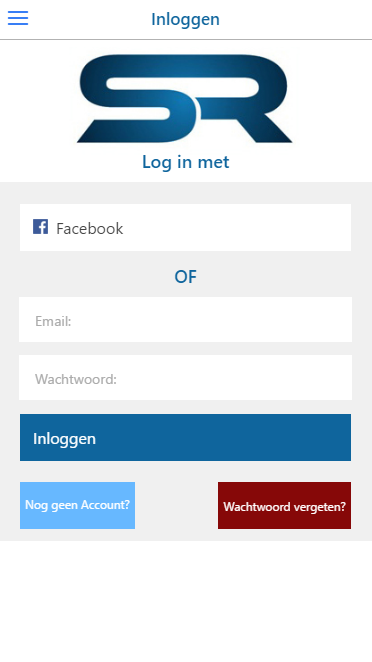 Inloggen
SR
Log in met
Facebook
OF
Email:
Wachtwoord:
Inloggen
Nog geen Account?
Wachtwoord vergeten?